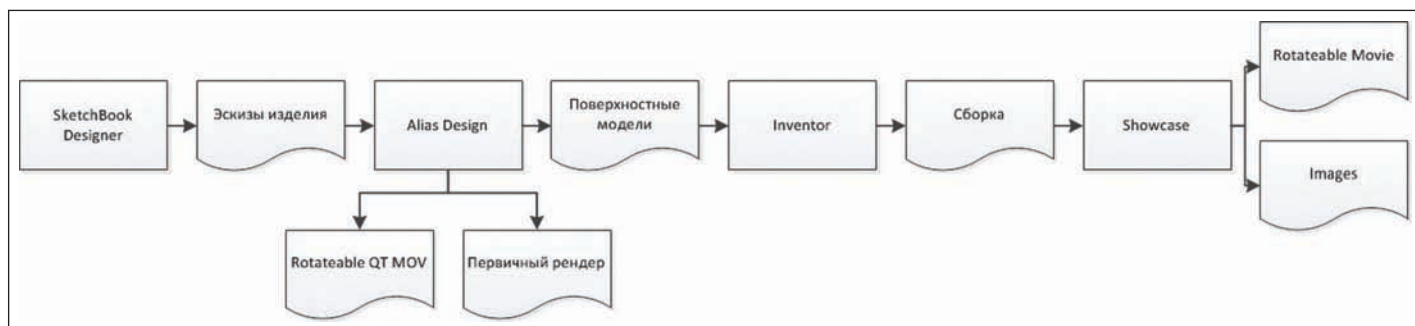 SketchBook
Designer
Эскизы изделия
Alias Design
Поверхностные
модели
Inventor
Сборка
Showcase
Rotateable Movie
Images
Rotateable QT MOV
Первичный рендер